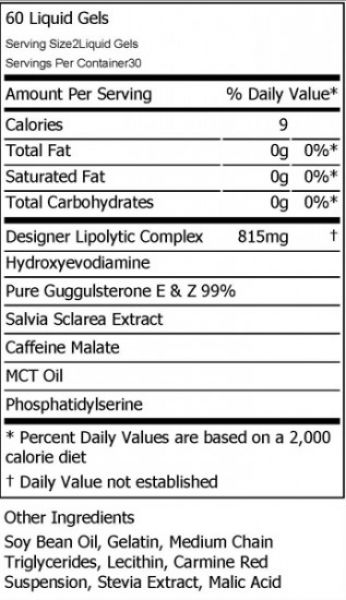 60 Liquid Gels
Serving Size2Liquid Gels
Servings Per Container30
Amount Per Serving % Daily Value*
Calories 9
Total Fat 0g 0%*
Saturated Fat 0g 0%*
Total Carbohydrates 0g 0%*
Designer Lipolytic Complex 815mg †
Hydroxyevodiamine
Pure Guggulsterone E & Z 99%
Salvia Sclarea Extract
Caffeine Malate
MCT Oil
Phosphatidylserine
* Percent Daily Values are based on a 2,000
calorie diet
† Daily Value not established
Other Ingredients
Soy Bean Oil, Gelatin, Medium Chain
Triglycerides, Lecithin, Carmine Red
Suspension, Stevia Extract, Malic Acid